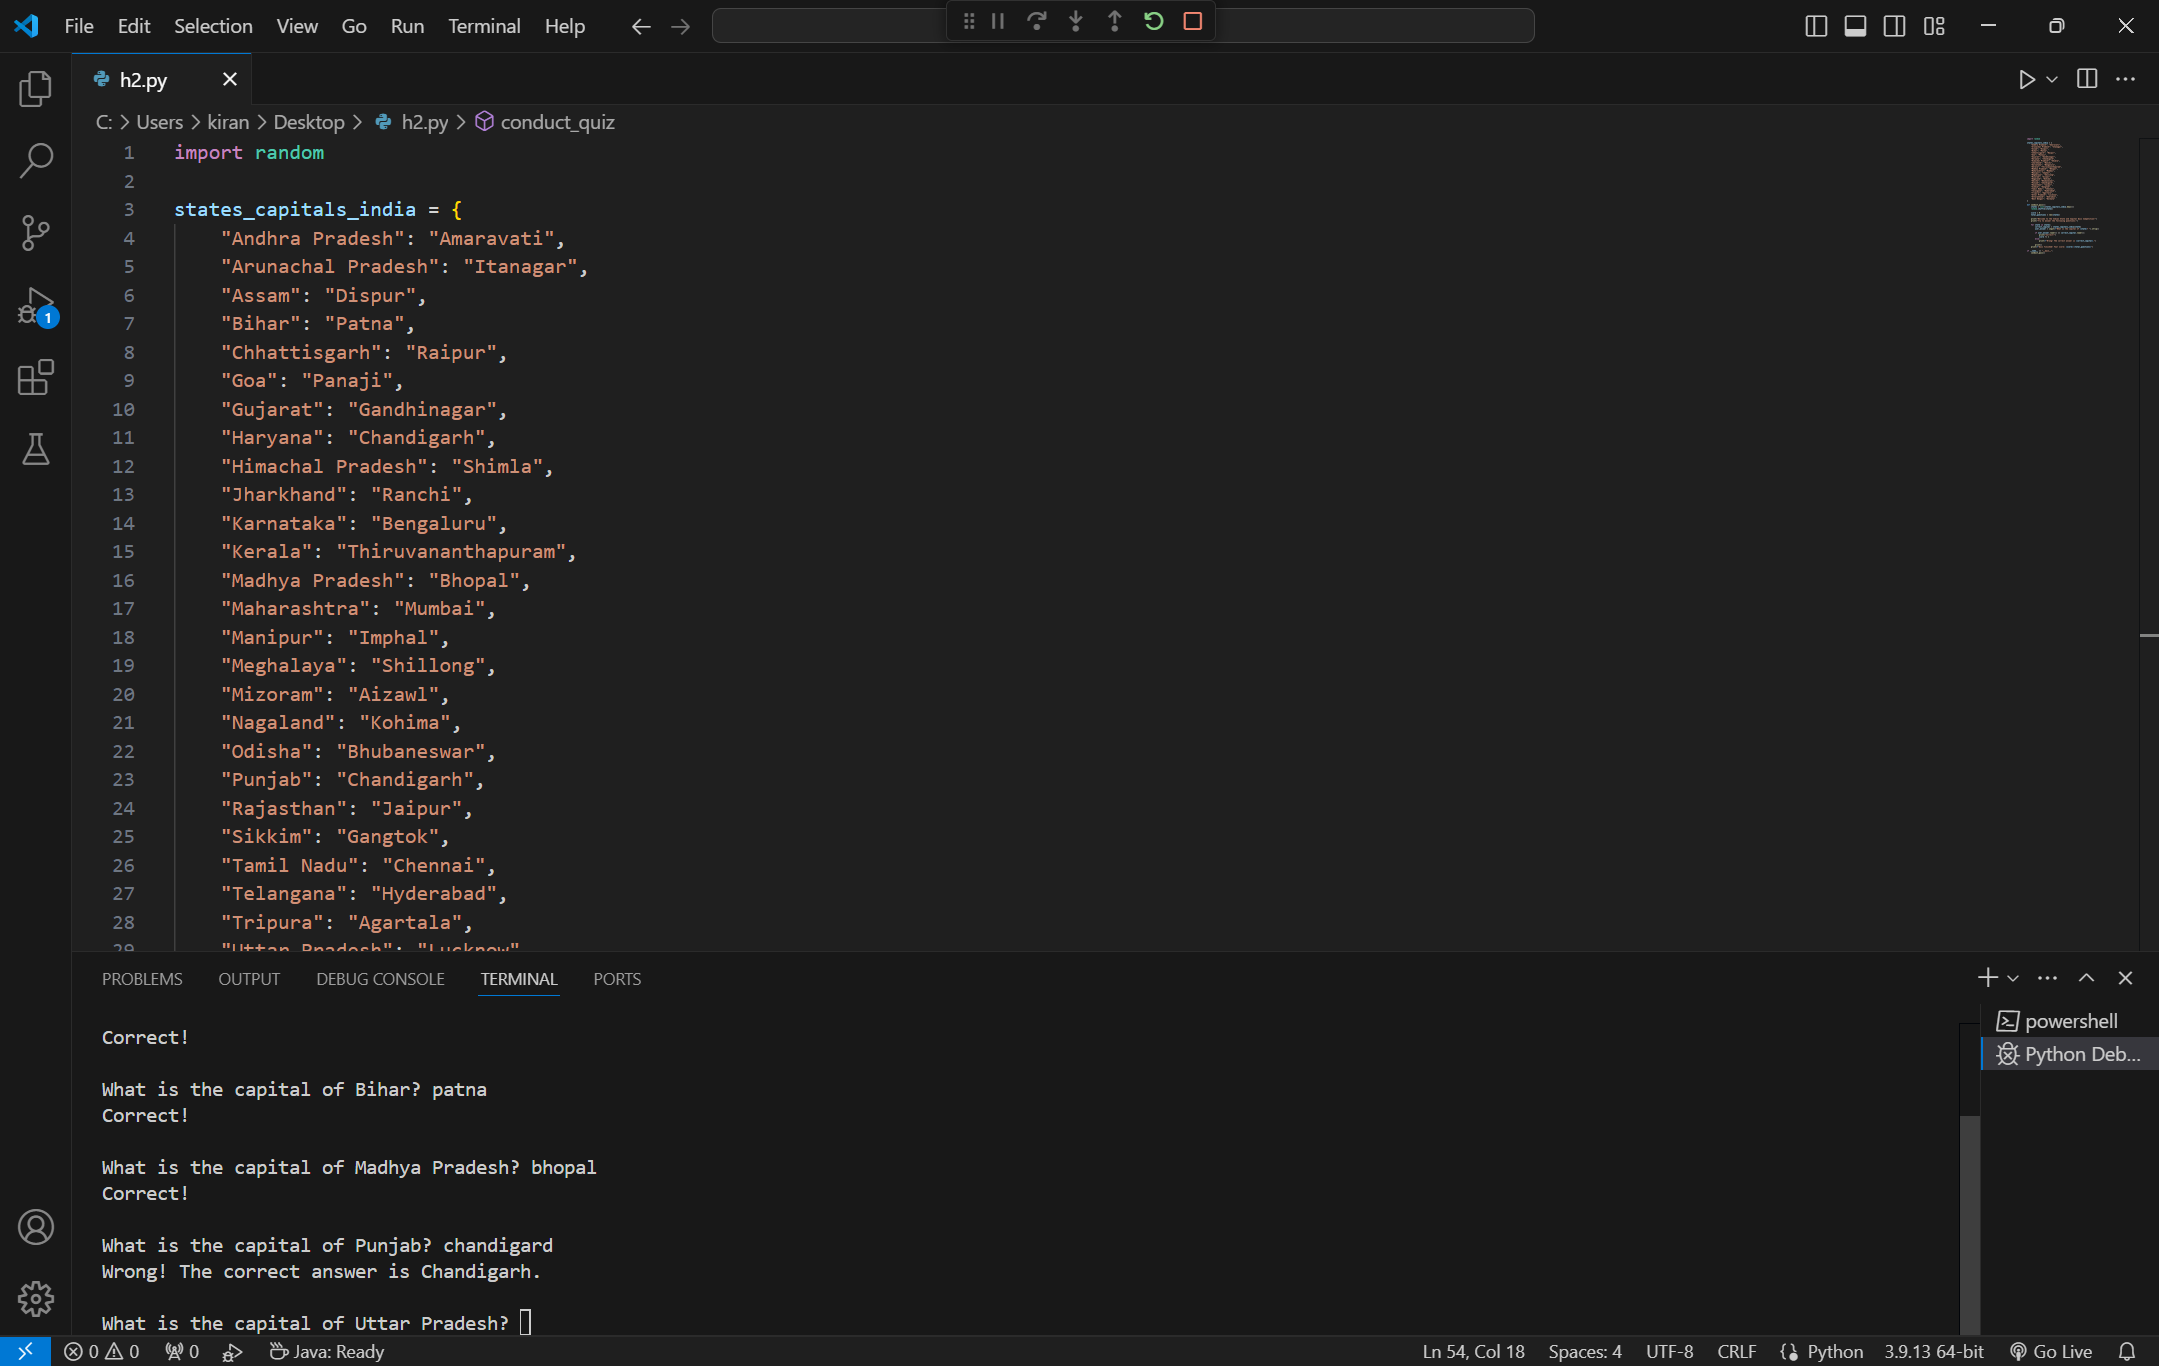 File Edit Selection View Go Run Terminal Help
h2.py
C: > Users > kiran > Desktop > h2.py > conduct_quiz
1 import random
2
3 states_capitals_india = {
4 "Andhra Pradesh": "Amaravati",
5 "Arunachal Pradesh": "Itanagar",
6 "Assam": "Dispur",
7 "Bihar": "Patna",
8 "Chhattisgarh": "Raipur",
9 "Goa": "Panaji",
10 "Gujarat": "Gandhinagar",
11 "Haryana": "Chandigarh",
12 "Himachal Pradesh": "Shimla",
13 "Jharkhand": "Ranchi",
14 "Karnataka": "Bengaluru",
15 "Kerala": "Thiruvananthapuram",
16 "Madhya Pradesh": "Bhopal",
17 "Maharashtra": "Mumbai",
18 "Manipur": "Imphal",
19 "Meghalaya": "Shillong",
20 "Mizoram": "Aizawl",
21 "Nagaland": "Kohima",
22 "Odisha": "Bhubaneswar",
23 "Punjab": "Chandigarh",
24 "Rajasthan": "Jaipur",
25 "Sikkim": "Gangtok",
26 "Tamil Nadu": "Chennai",
27 "Telangana": "Hyderabad",
28 "Tripura": "Agartala",
29 "Uttar Pradesh": "Lucknow"
1
PROBLEMS OUTPUT DEBUG CONSOLE TERMINAL PORTS
Correct!
What is the capital of Bihar? patna
Correct!
What is the capital of Madhya Pradesh? bhopal
Correct!
What is the capital of Punjab? chandigard
Wrong! The correct answer is Chandigarh.
What is the capital of Uttar Pradesh?
powershell
Python Deb...
0 0 0 Java: Ready Ln 54, Col 18 Spaces: 4 UTF-8 CRLF Python 3.9.13 64-bit Go Live